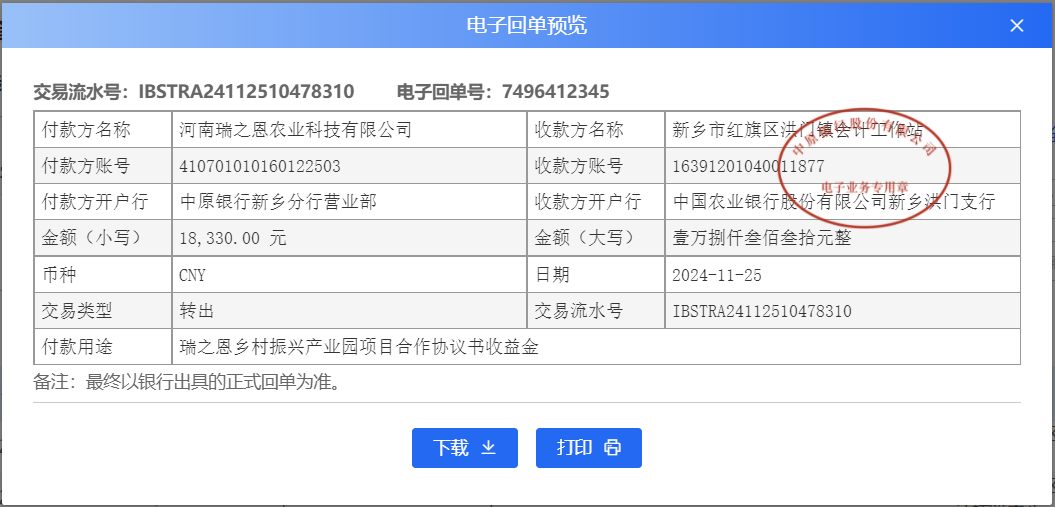 电子回单预览
交易流水号：IBSTRA24112510478310 电子回单号：7496412345
付款方名称 河南瑞之恩农业科技有限公司 收款方名称 新乡市红旗区洪门镇会计工作站
付款方账号 410701010160122503 收款方账号 16391201040011877
付款方开户行 中原银行新乡分行营业部 收款方开户行 中国农业银行股份有限公司新乡洪门支行
金额（小写） 18,330.00 元 金额（大写） 壹万捌仟叁佰叁拾元整
币种 CNY 日期 2024-11-25
交易类型 转出 交易流水号 IBSTRA24112510478310
付款用途 瑞之恩乡村振兴产业园项目合作协议书收益金
中原银行股份有限公司
电子业务专用章
备注：最终以银行出具的正式回单为准。
下载 打印